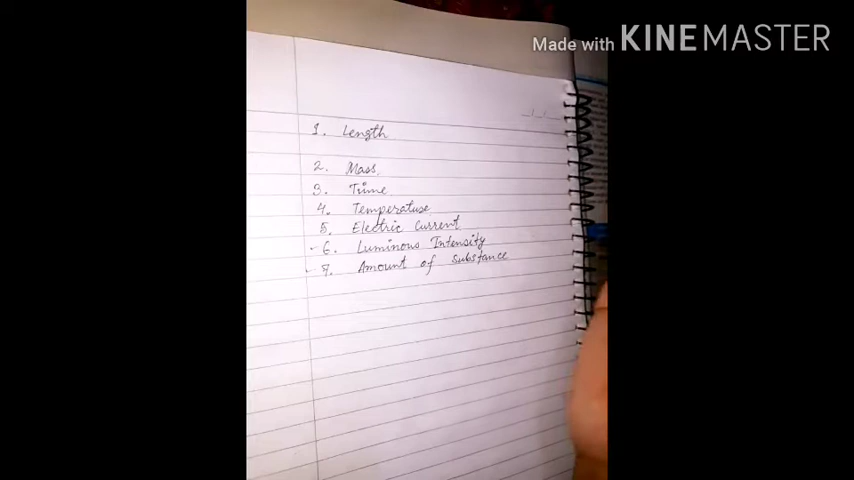 Made with KINEMASTER
1. Length
2. Mass
3. Time
4. Temperature
5. Electric Current
6. Luminous Intensity
7. Amount of substance